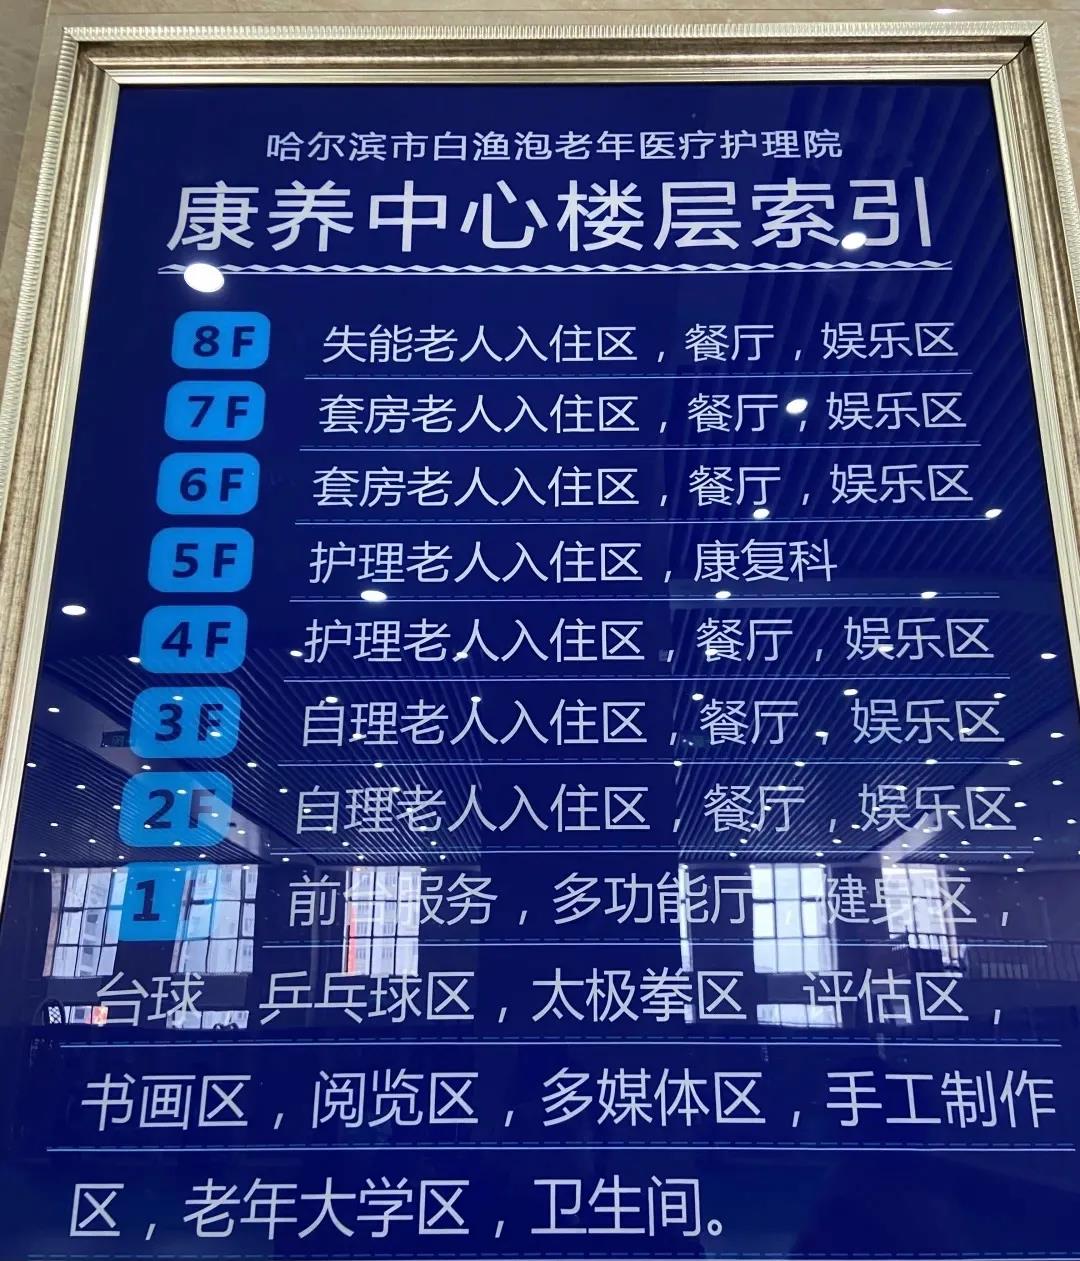 哈尔滨市白渔泡老年医疗护理院
康养中心楼层索引
8F 失能老人入住区，餐厅，娱乐区
7F 套房老人入住区，餐厅，娱乐区
6F 套房老人入住区，餐厅，娱乐区
5F 护理老人入住区，康复科
4F 护理老人入住区，餐厅，娱乐区
3F 自理老人入住区，餐厅，娱乐区
2F 自理老人入住区，餐厅，娱乐区
1F 前台服务，多功能厅，健身区，
台球 乒乓球区，太极拳区 评估区，
书画区，阅览区，多媒体区，手工制作
区，老年大学区，卫生间。